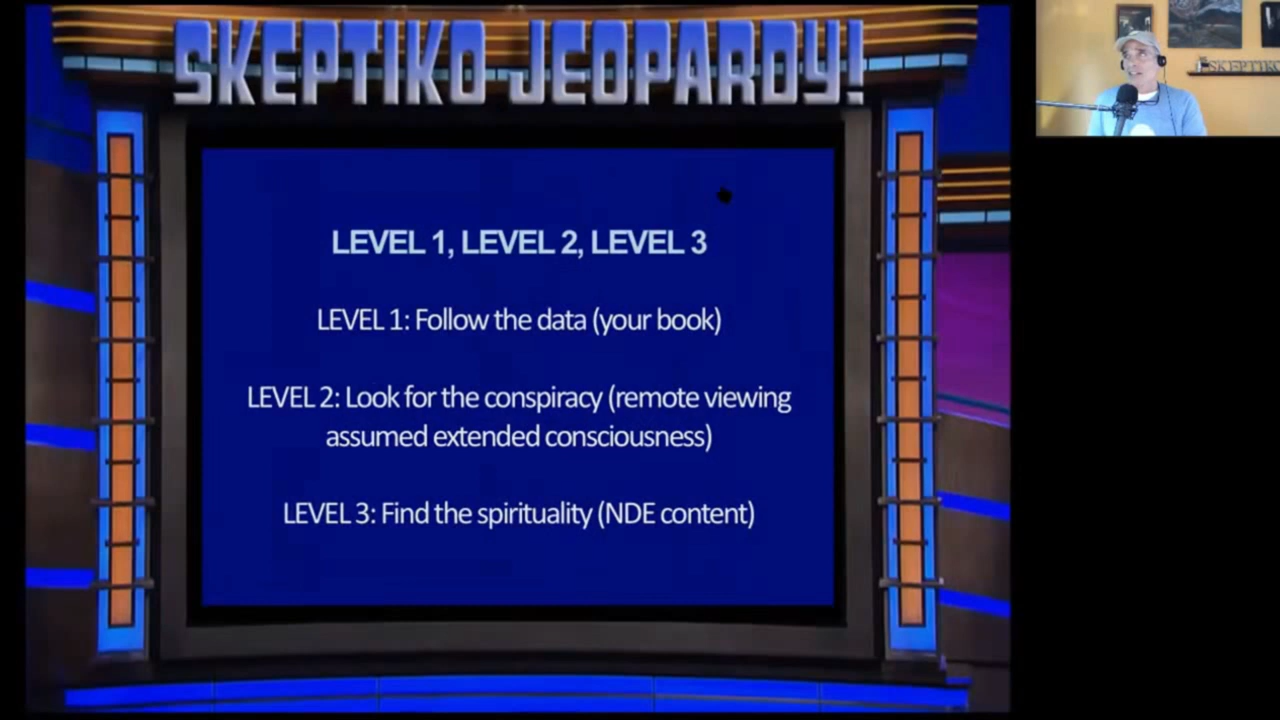 SKEPTIKO JEOPARDY!
SKEPTIKO
LEVEL 1, LEVEL 2, LEVEL 3
LEVEL 1: Follow the data (your book)
LEVEL 2: Look for the conspiracy (remote viewing
assumed extended consciousness)
LEVEL 3: Find the spirituality (NDE content)